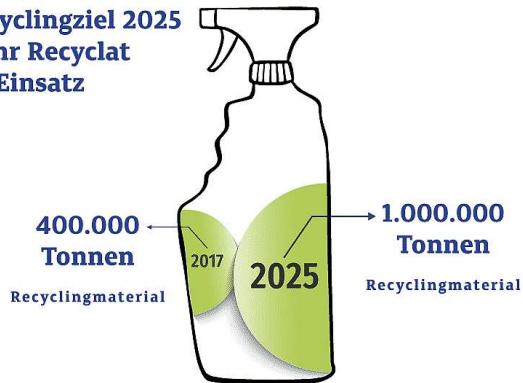 yclingziel 2025
hr Recyclat
Einsatz
400.000
Tonnen
Recyclingmaterial
2017
2025
1.000.000
Tonnen
Recyclingmaterial